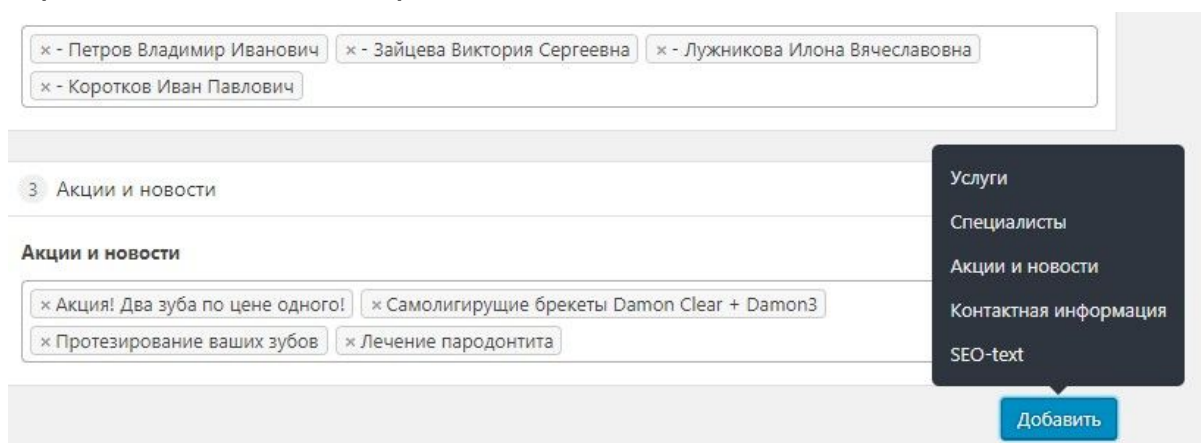 × - Петров Владимир Иванович × - Зайцева Виктория Сергеевна × - Лужникова Илона Вячеславовна
× - Коротков Иван Павлович
3 Акции и новости
Акции и новости
× Акция! Два зуба по цене одного! × Самолигирущие брекеты Damon Clear + Damon3
× Протезирование ваших зубов × Лечение пародонтита
Услуги
Специалисты
Акции и новости
Контактная информация
SEO-text
Добавить